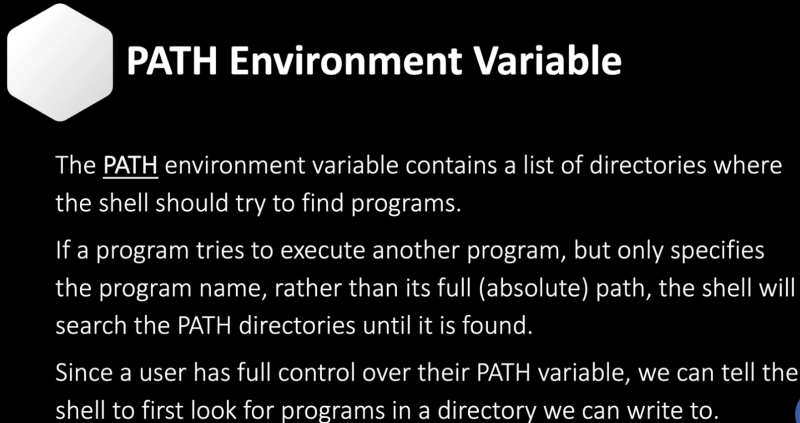 PATH Environment Variable
The PATH environment variable contains a list of directories where
the shell should try to find programs.
If a program tries to execute another program, but only specifies
the program name, rather than its full (absolute) path, the shell will
search the PATH directories until it is found.
Since a user has full control over their PATH variable, we can tell the
shell to first look for programs in a directory we can write to.